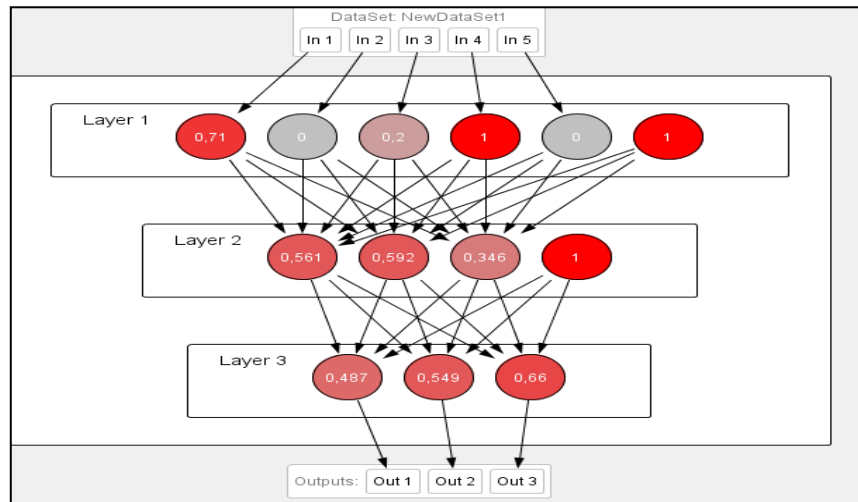 DataSet: NewDataSet1
In 1 In 2 In 3 In 4 In 5
Layer 1
0,71 0 0,2 1 0 1
Layer 2
0,561 0,592 0,346 1
Layer 3
0,487 0,549 0,66
Outputs: Out 1 Out 2 Out 3